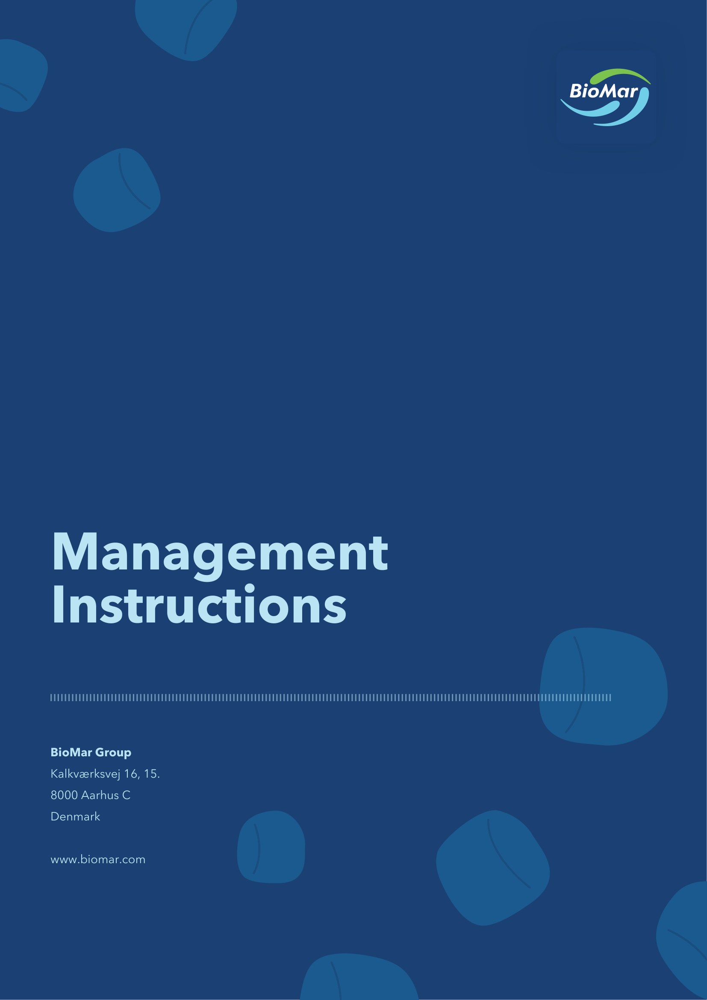 BioMar
Management
Instructions
BioMar Group
Kalkværksvej 16, 15.
8000 Aarhus C
Denmark
www.biomar.com